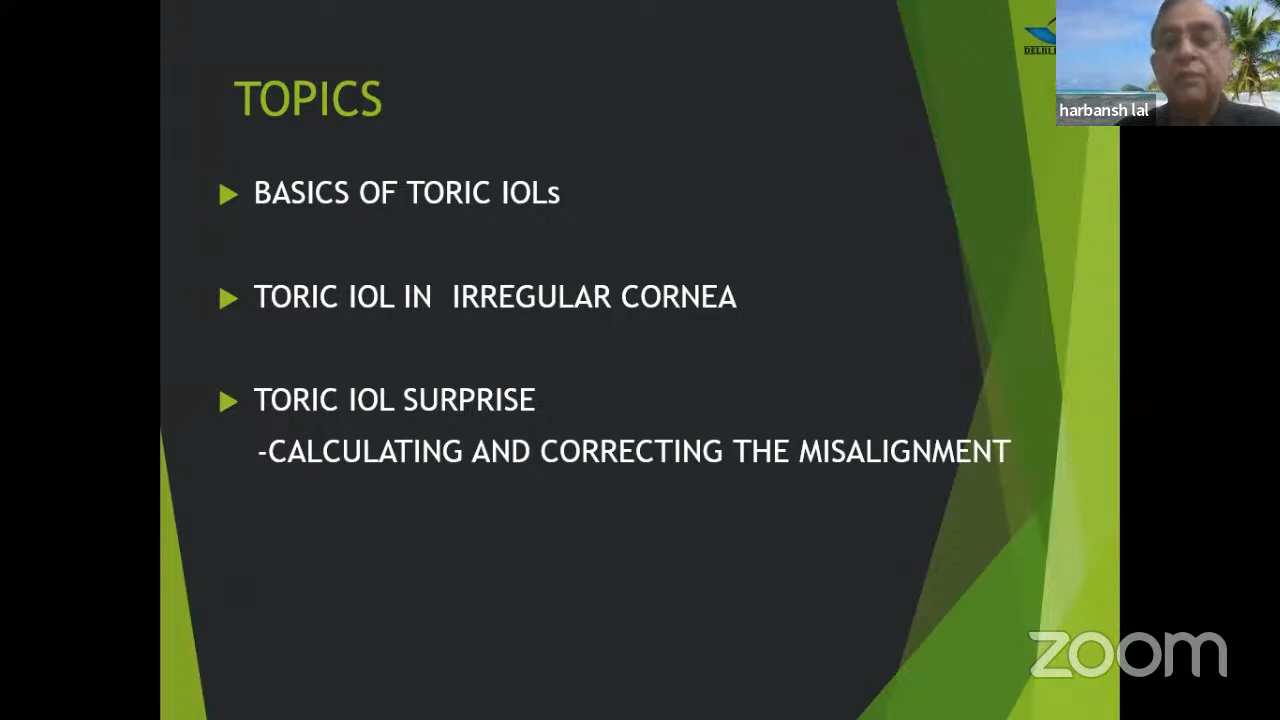 TOPICS
BASICS OF TORIC IOLs
TORIC IOL IN IRREGULAR CORNEA
TORIC IOL SURPRISE
-CALCULATING AND CORRECTING THE MISALIGNMENT
DELHI
harbansh lal
zoom